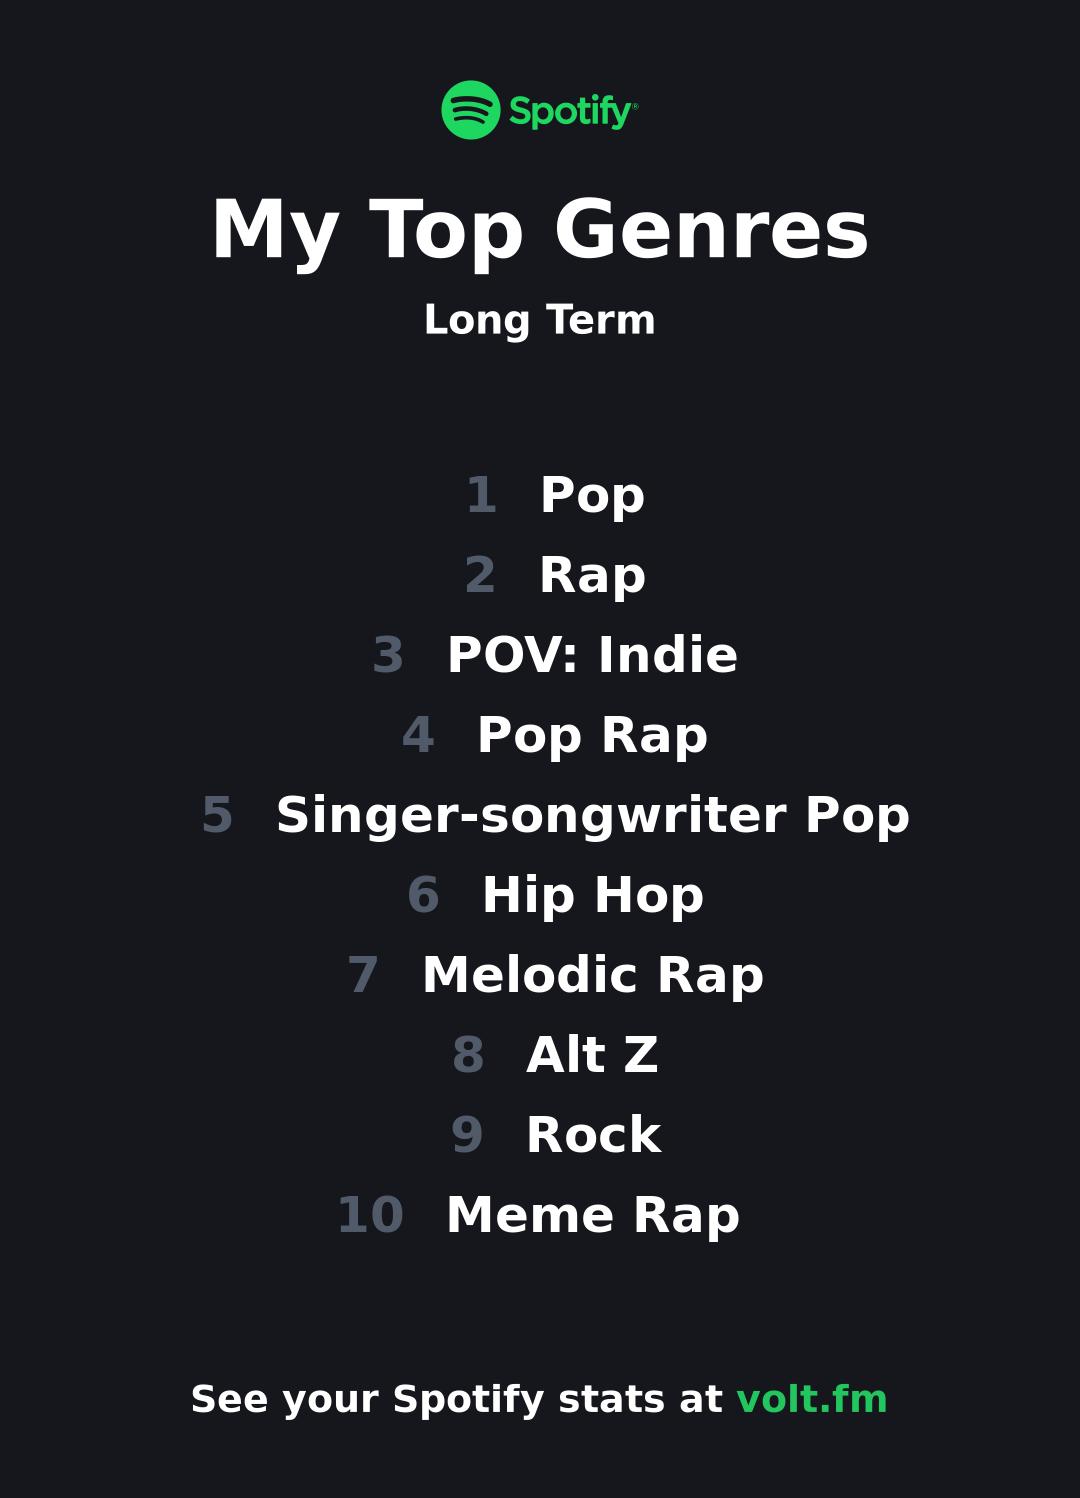 Spotify®
My Top Genres
Long Term
1 Pop
2 Rap
3 POV: Indie
4 Pop Rap
5 Singer-songwriter Pop
6 Hip Hop
7 Melodic Rap
8 Alt Z
9 Rock
10 Meme Rap
See your Spotify stats at volt.fm